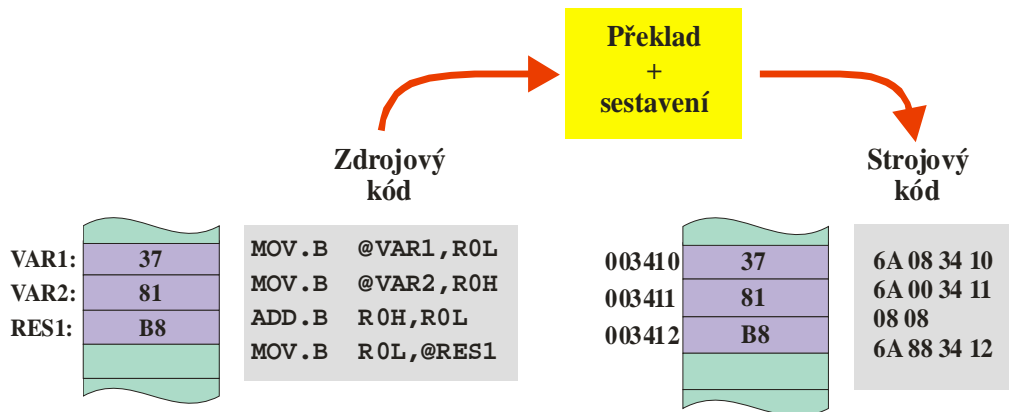 Překlad
+
sestavení
Zdrojový
kód
Strojový
kód
VAR1: 37
VAR2: 81
RES1: B8
MOV.B @VAR1,R0L
MOV.B @VAR2,R0H
ADD.B R0H,R0L
MOV.B R0L,@RES1
003410 37
003411 81
003412 B8
6A 08 34 10
6A 00 34 11
08 08
6A 88 34 12